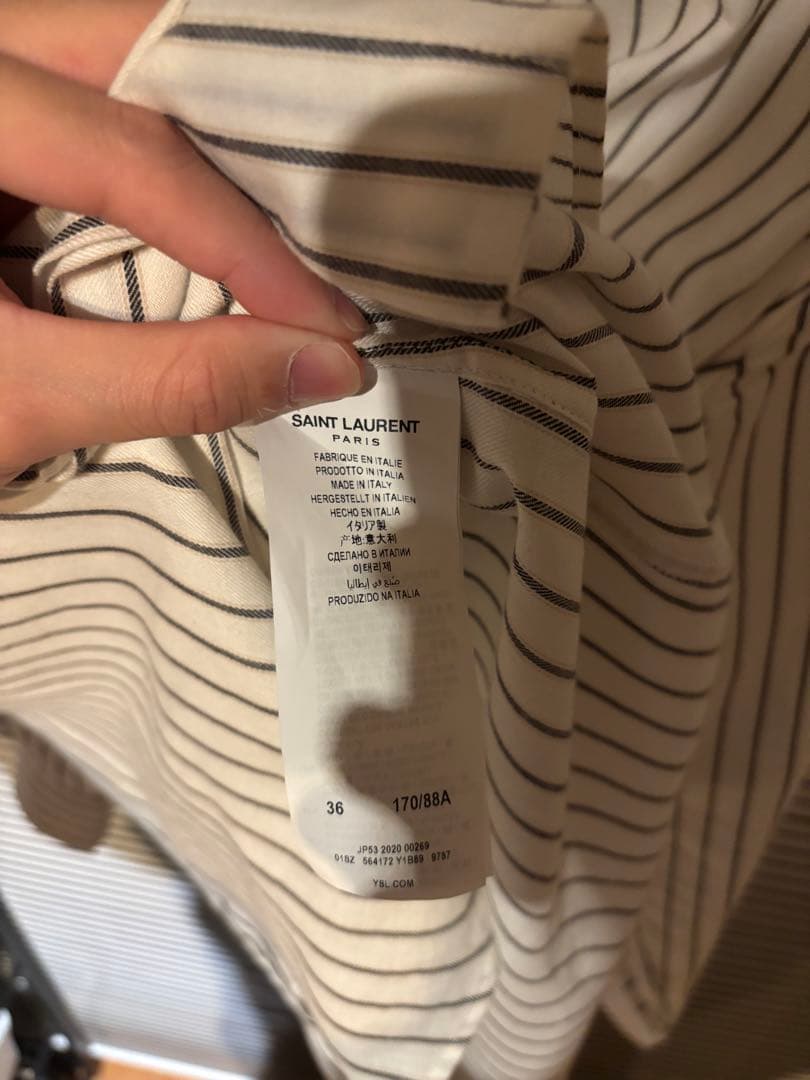 SAINT LAURENT
PARIS
FABRIQUE EN ITALIE
PRODOTTO IN ITALIA
MADE IN ITALY
HERGESTELLT IN ITALIEN
HECHO EN ITALIA
イタリア製
产地:意大利
СДЕЛАНО В ИТАЛИИ
이태리제
صنع في إيطاليا
PRODUZIDO NA ITALIA
36 170/88A
JP53 2020 00269
01BZ 564172 Y1B89 9787
YSL.COM